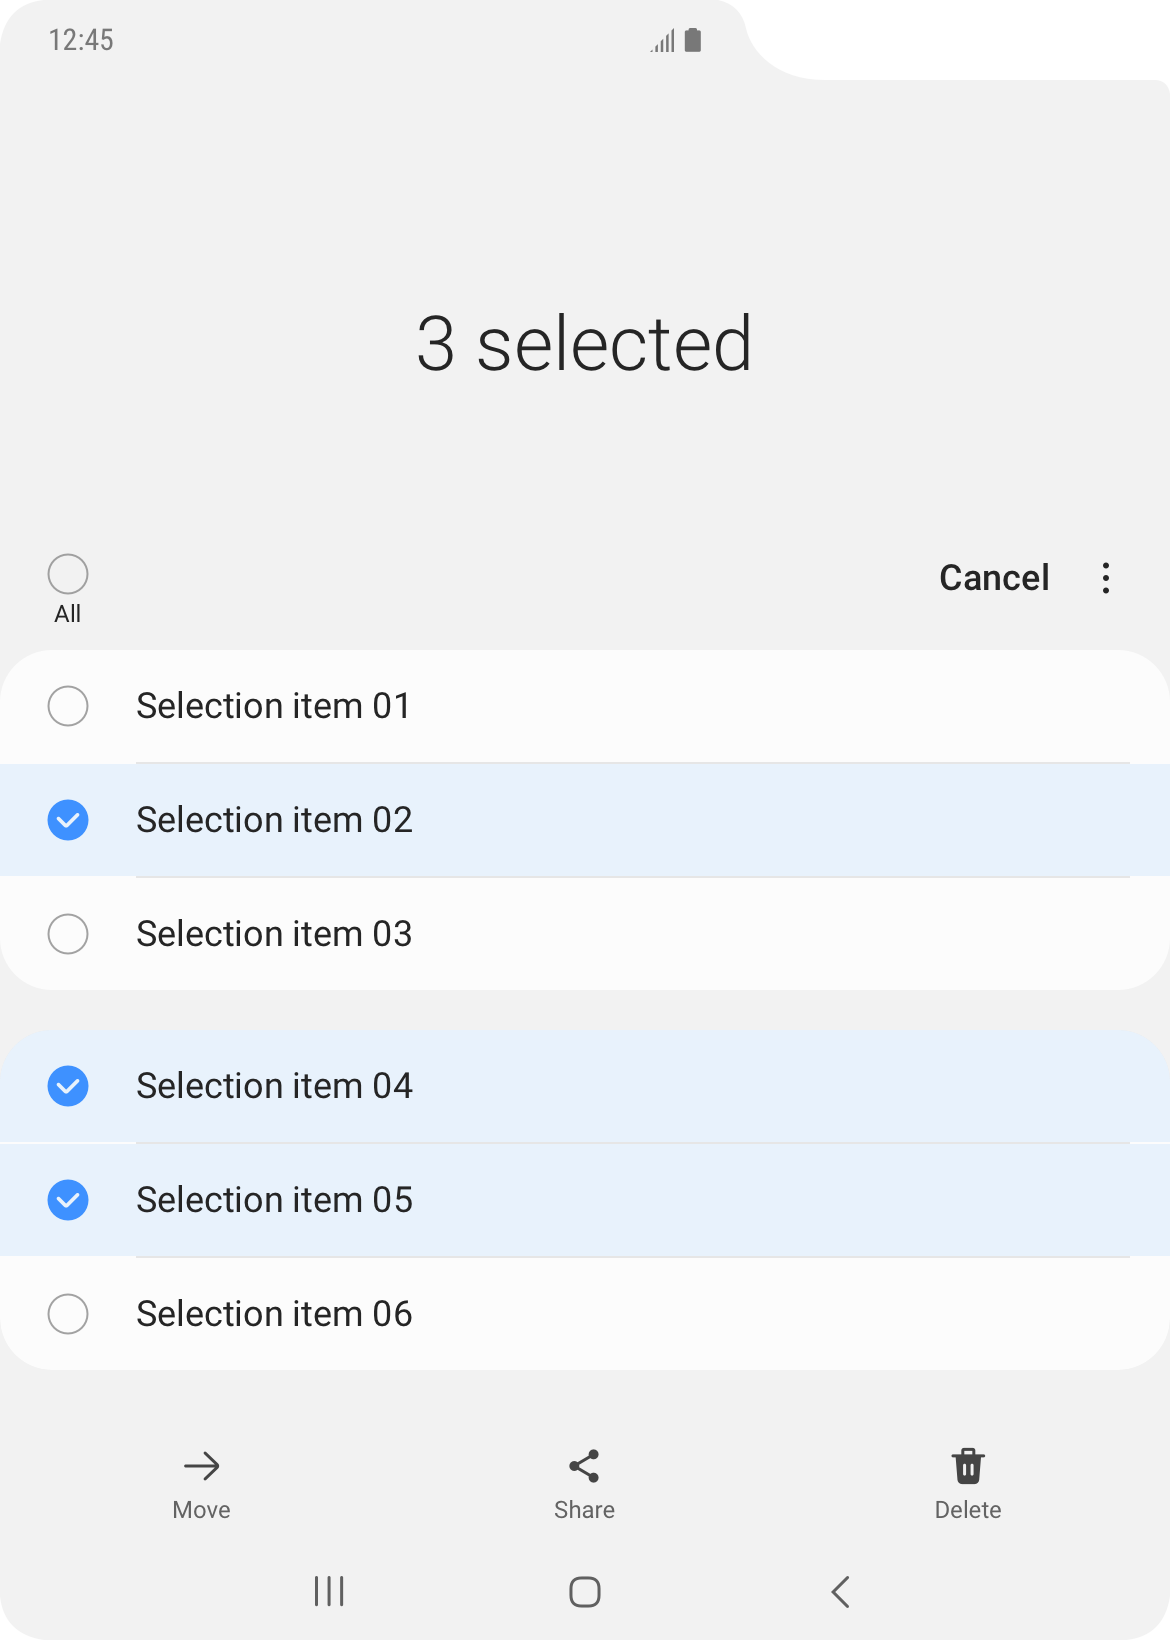 12:45
3 selected
All
Cancel
Selection item 01
Selection item 02
Selection item 03
Selection item 04
Selection item 05
Selection item 06
Move
Share
Delete